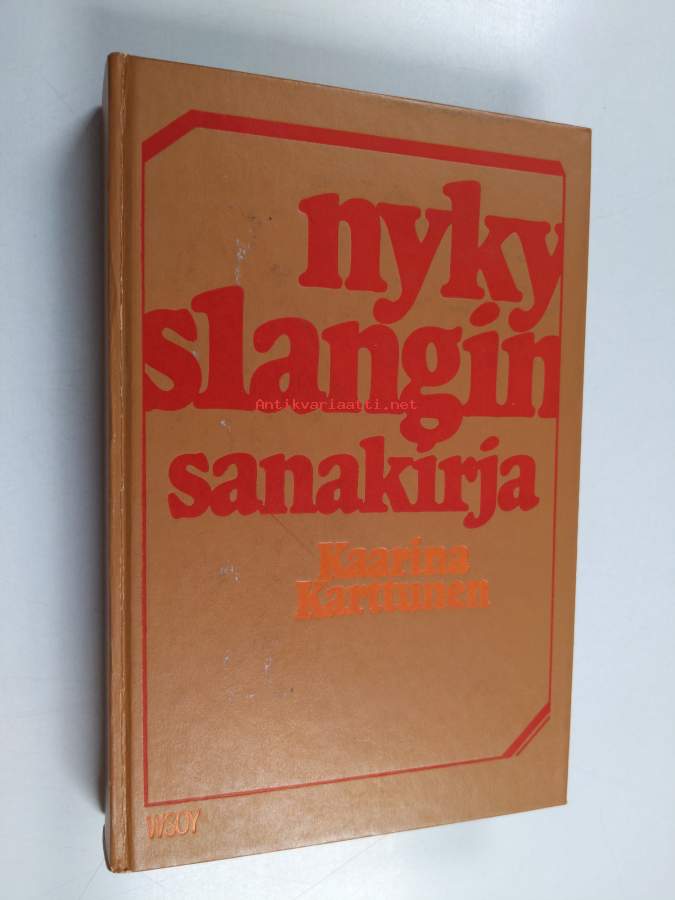 nyky
slangin
Antikvariaatti.net
sanakirja
Kaarina
Karttunen
WSOY